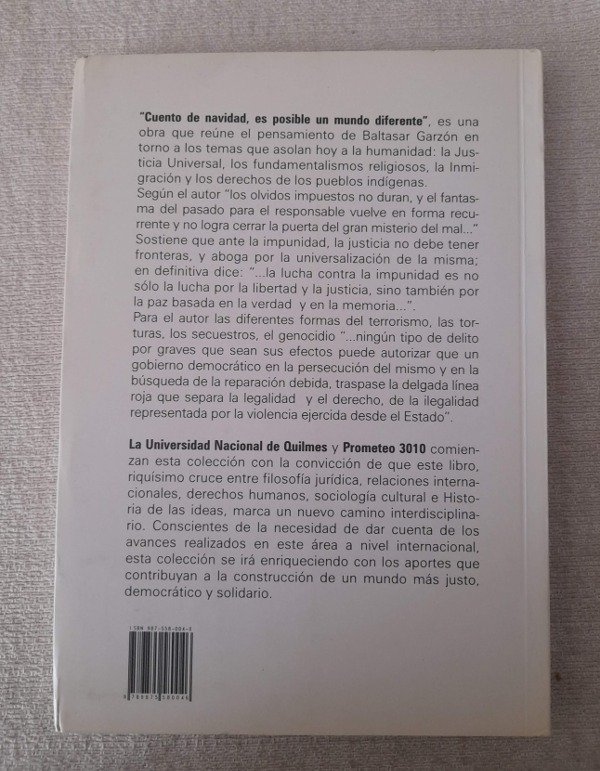 "Cuento de navidad, es posible un mundo diferente", es una
obra que reúne el pensamiento de Baltasar Garzón en
torno a los temas que asolan hoy a la humanidad: la Jus-
ticia Universal, los fundamentalismos religiosos, la Inmi-
gración y los derechos de los pueblos indígenas.
Según el autor "los olvidos impuestos no duran, y el fantas-
ma del pasado para el responsable vuelve en forma recu-
rrente y no logra cerrar la puerta del gran misterio del mal..."
Sostiene que ante la impunidad, la justicia no debe tener
fronteras, y aboga por la universalización de la misma;
en definitiva dice: "...la lucha contra la impunidad es no
sólo la lucha por la libertad y la justicia, sino también por
la paz basada en la verdad y en la memoria...".
Para el autor las diferentes formas del terrorismo, las tor-
turas, los secuestros, el genocidio "...ningún tipo de delito
por graves que sean sus efectos puede autorizar que un
gobierno democrático en la persecución del mismo y en la
búsqueda de la reparación debida, traspase la delgada línea
roja que separa la legalidad y el derecho, de la ilegalidad
representada por la violencia ejercida desde el Estado".
La Universidad Nacional de Quilmes y Prometeo 3010 comien-
zan esta colección con la convicción de que este libro,
riquísimo cruce entre filosofía jurídica, relaciones interna-
cionales, derechos humanos, sociología cultural e Histo-
ria de las ideas, marca un nuevo camino interdisciplina-
rio. Conscientes de la necesidad de dar cuenta de los
avances realizados en este área a nivel internacional,
esta colección se irá enriqueciendo con los aportes que
contribuyan a la construcción de un mundo más justo,
democrático y solidario.
ISBN 987-558-004-